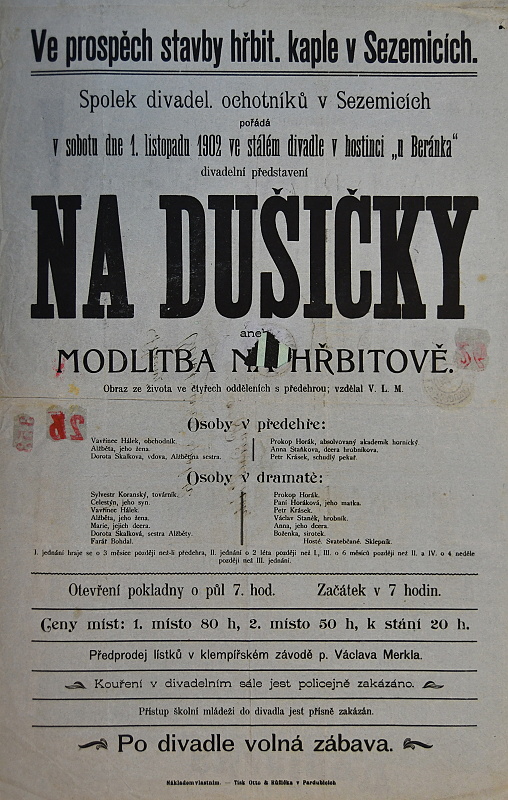 Ve prospěch stavby hřbit. kaple v Sezemicích.
Spolek divadel. ochotníků v Sezemicích
pořádá
v sobotu dne 1. listopadu 1902 ve stálém divadle v hostinci „u Beránka“
divadelní představení
NA DUŠIČKY
aneb
MODLITBA NA HŘBITOVĚ.
Obraz ze života ve čtyřech odděleních s předehrou; vzdělal V. L. M.
Osoby v předehře:
Vavřinec Hálek, obchodník.
Alžběta, jeho žena.
Dorota Skalkova, vdova, Alžbětina sestra.
Prokop Horák, absolvovaný akademik hornický.
Anna Staňkova, dcera hrobníkova.
Petr Krásek, schudlý pekař.
Osoby v dramatě:
Sylvestr Koranský, továrník.
Celestýn, jeho syn.
Vavřinec Hálek.
Alžběta, jeho žena.
Marie, jejich dcera.
Dorota Skalková, sestra Alžběty.
Farář Bohdal.
Prokop Horák.
Paní Horáková, jeho matka.
Petr Krásek.
Václav Staněk, hrobník.
Anna, jeho dcera.
Boženka, sirotek.
Hosté. Svatebčané. Sklepník.
I. jednání hraje se o 3 měsíce později než-li předehra, II. jednání o 2 léta později než I., III. o 6 měsíců později než II. a IV. o 4 neděle
později než III. jednání.
Otevření pokladny o půl 7. hod. Začátek v 7 hodin.
Ceny míst: 1. místo 80 h, 2. místo 50 h, k stání 20 h.
Předprodej lístků v klempířském závodě p. Václava Merkla.
Kouření v divadelním sále jest policejně zakázáno.
Přístup školní mládeži do divadla jest přísně zakázán.
Po divadle volná zábava.
Nákladem vlastním. — Tisk Otto & Růžička v Pardubicích